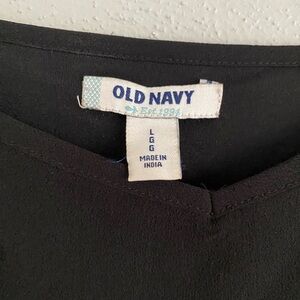 OLD NAVY
Est. 1994
L
G
G
MADE IN
INDIA